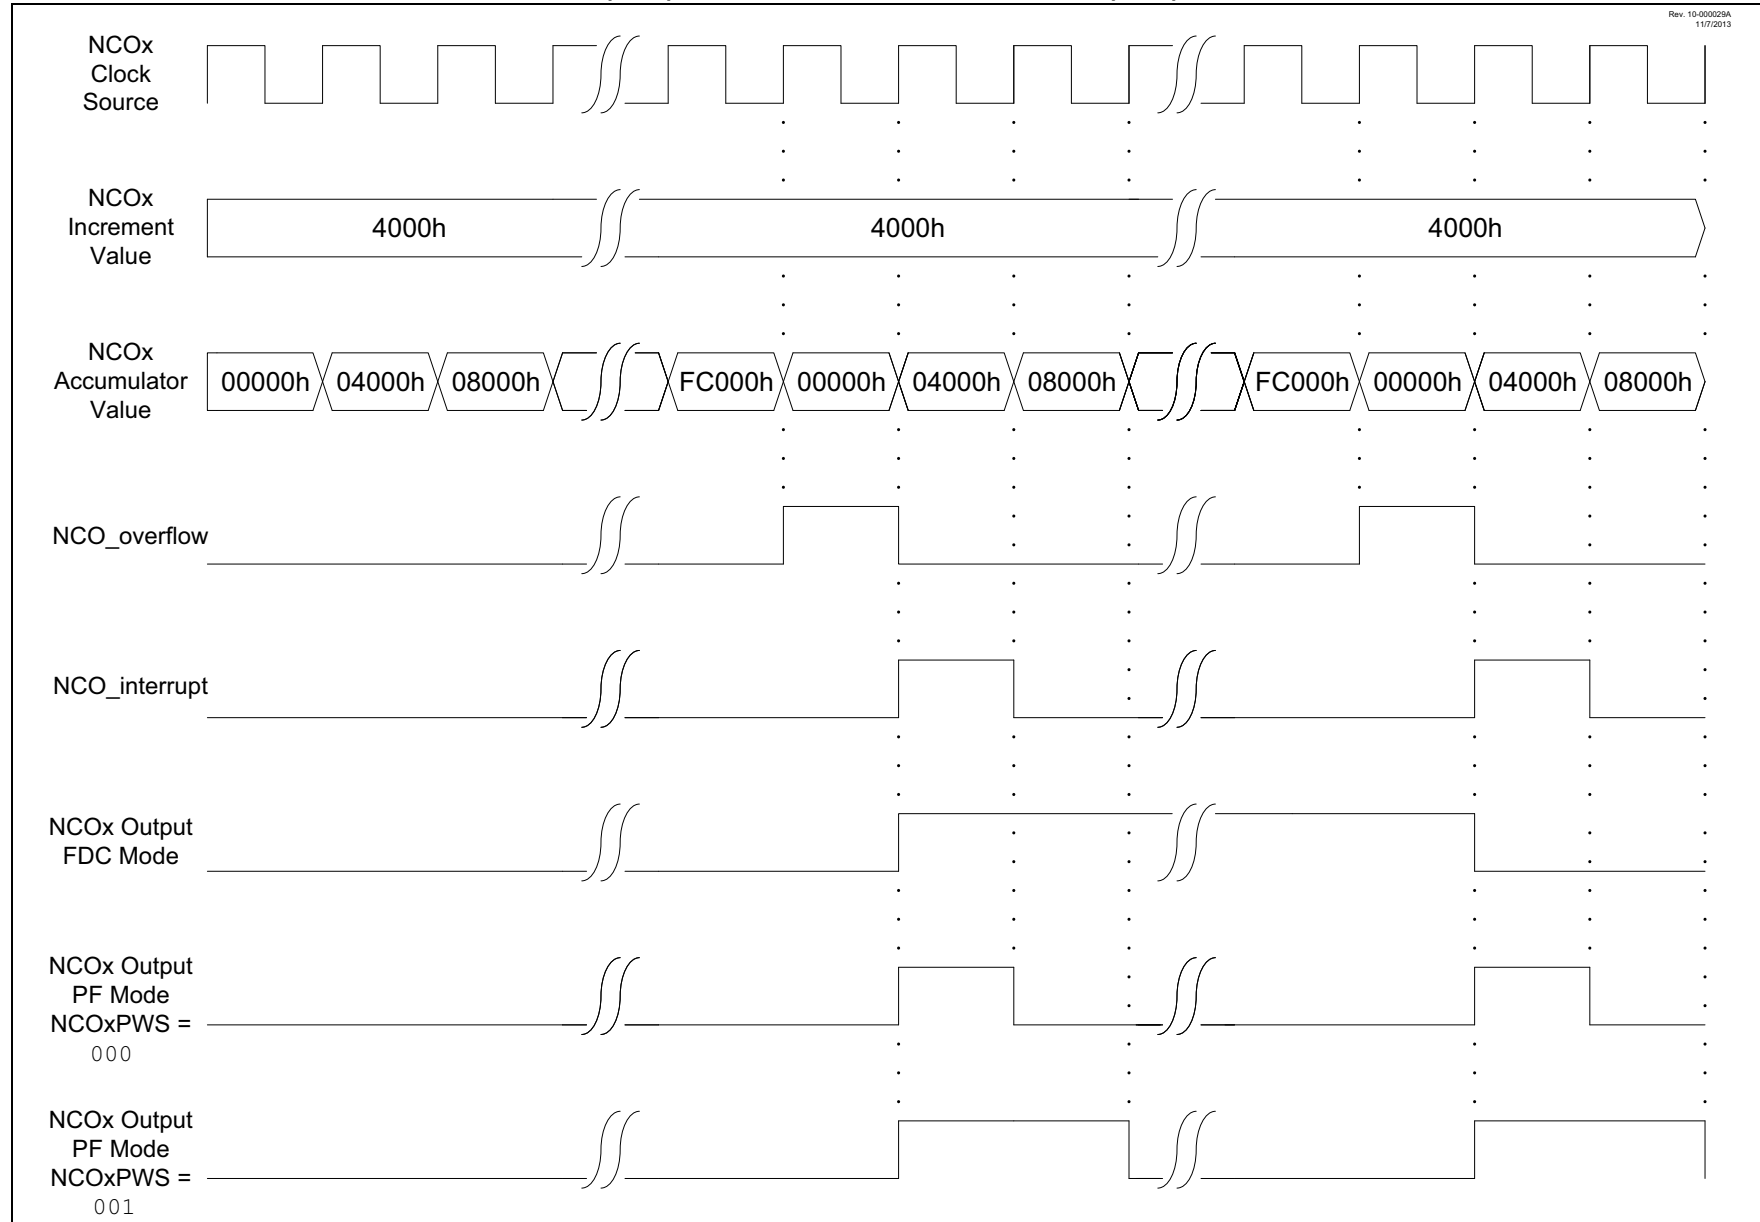 Rev. 10-000029A
11/7/2013
NCOx
Clock
Source
NCOx
Increment
Value
4000h
4000h
4000h
NCOx
Accumulator
Value
00000h 04000h 08000h FC000h 00000h 04000h 08000h FC000h 00000h 04000h 08000h
NCO_overflow
NCO_interrupt
NCOx Output
FDC Mode
NCOx Output
PF Mode
NCOxPWS =
000
NCOx Output
PF Mode
NCOxPWS =
001